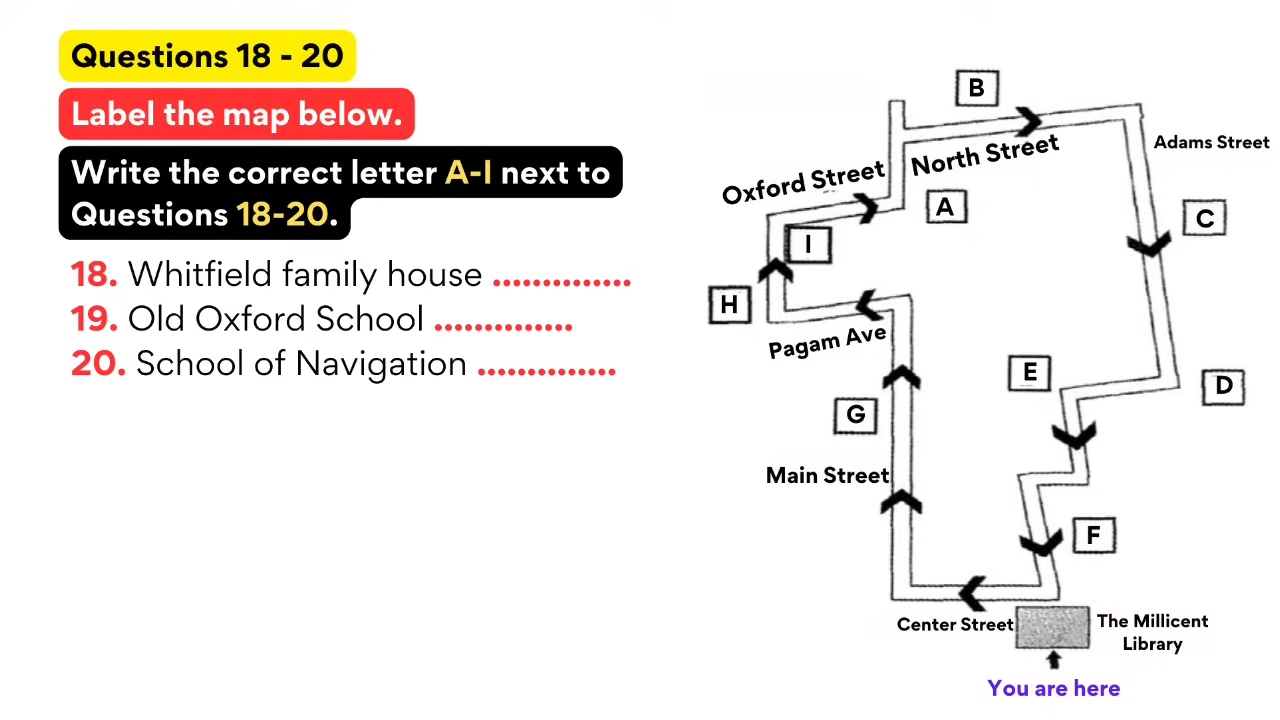 Questions 18 - 20
Label the map below.
Write the correct letter A-I next to
Questions 18-20.
18. Whitfield family house ..............
19. Old Oxford School ..............
20. School of Navigation ..............
B
Adams Street
North Street
Oxford Street
A
C
I
H
Pagam Ave
E
D
G
Main Street
F
Center Street
The Millicent
Library
You are here